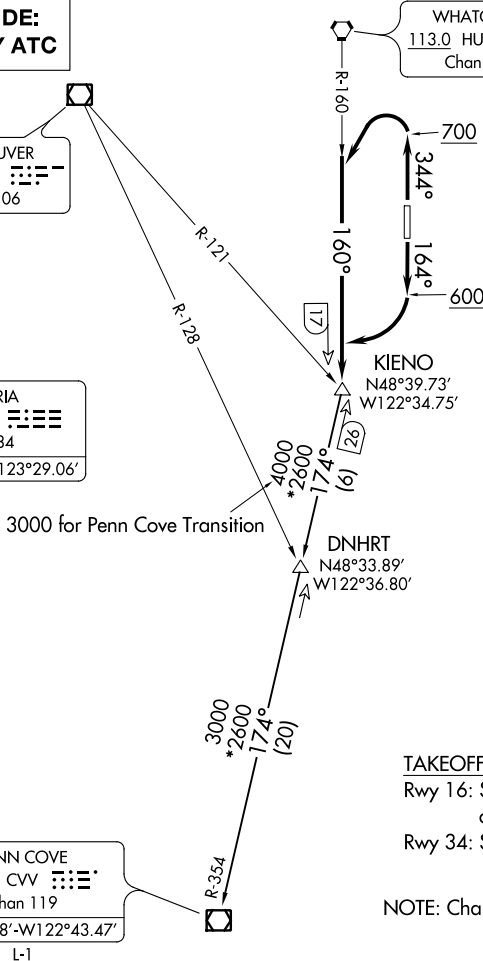 DE:
Y ATC
WHATC
113.0 HU
Chan
R-160
UVER
06
700
344°
160°
164°
600
R-121
R-128
17
KIENO
N48°39.73'
W122°34.75'
RIA
34
123°29.06'
26
4000
*2600
174°
(6)
3000 for Penn Cove Transition
DNHRT
N48°33.89'
W122°36.80'
3000
*2600
174°
(20)
TAKEOFF
Rwy 16: S
Rwy 34: S
NN COVE
CVV
han 119
8'-W122°43.47'
L-1
R-354
NOTE: Cha